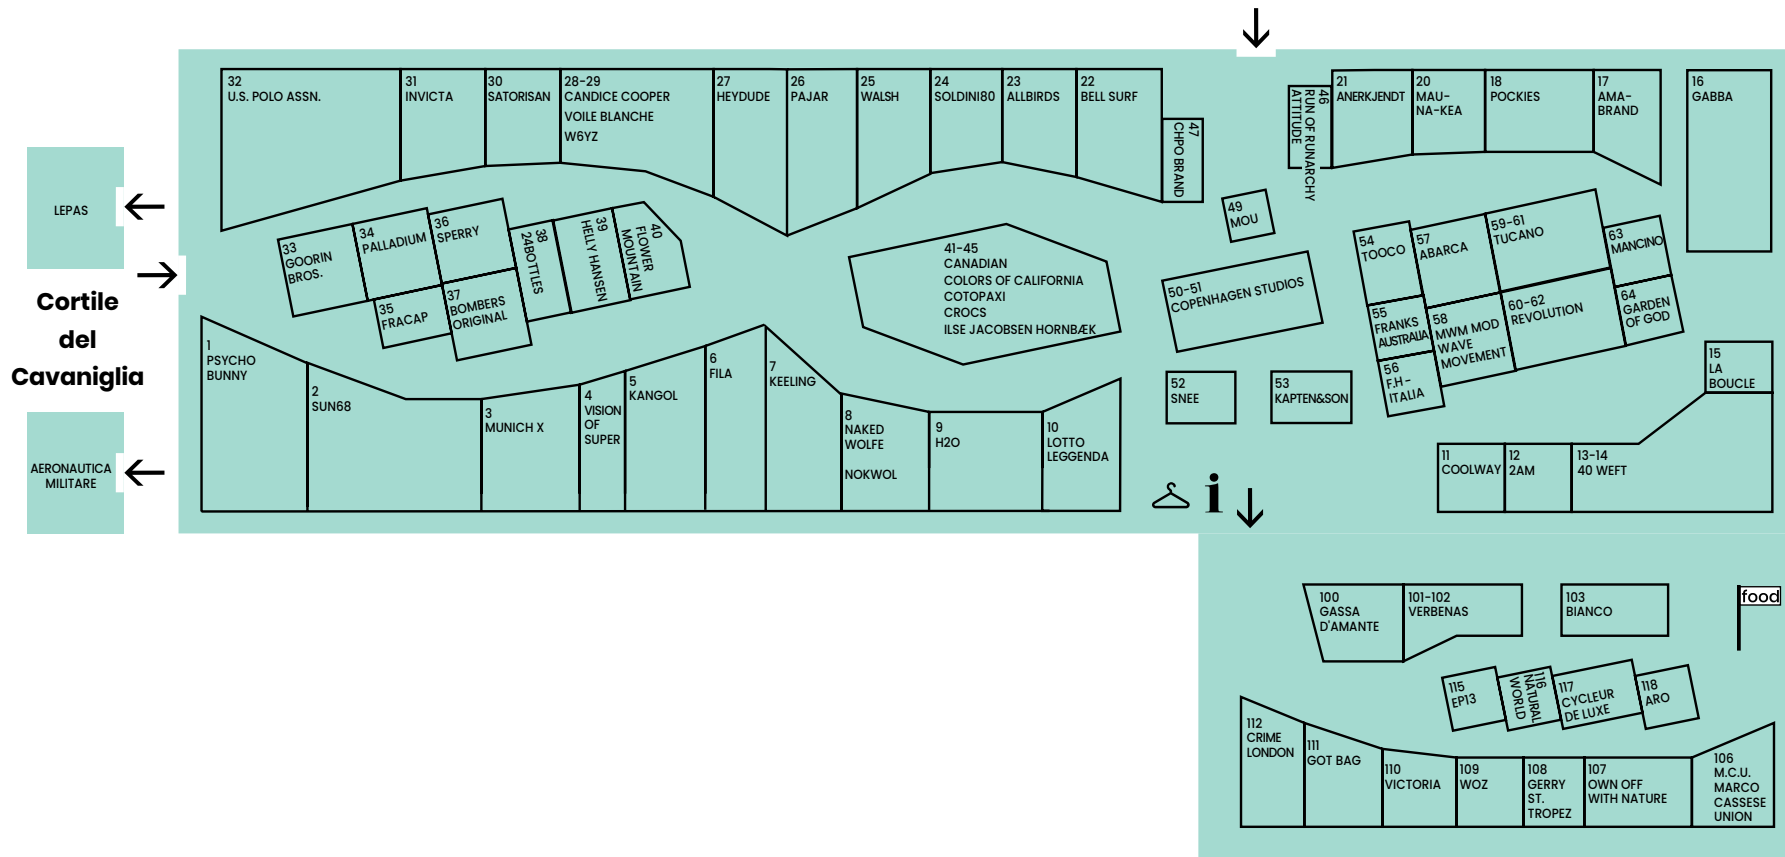 32
U.S. POLO ASSN.
31
INVICTA
30
SATORISAN
28-29
CANDICE COOPER
VOILE BLANCHE
W6YZ
27
HEYDUDE
26
PAJAR
25
WALSH
24
SOLDINI80
23
ALLBIRDS
22
BELL SURF
47
CHPO BRAND
46
RUN OF RUNARCHY
ATTITUDE
21
ANERKJENDT
20
MAU-
NA-KEA
18
POCKIES
17
AMA-
BRAND
16
GABBA
LEPAS
Cortile
del
Cavaniglia
AERONAUTICA
MILITARE
33
GOORIN
BROS.
34
PALLADIUM
36
SPERRY
38
24BOTTLES
39
HELLY HANSEN
40
FLOWER
MOUNTAIN
35
FRACAP
37
BOMBERS
ORIGINAL
41-45
CANADIAN
COLORS OF CALIFORNIA
COTOPAXI
CROCS
ILSE JACOBSEN HORNBÆK
49
MOU
50-51
COPENHAGEN STUDIOS
52
SNEE
53
KAPTEN&SON
54
TOOCO
57
ABARCA
59-61
TUCANO
63
MANCINO
55
FRANKS
AUSTRALIA
58
MWM MOD
WAVE
MOVEMENT
60-62
REVOLUTION
64
GARDEN
OF GOD
56
F.H-
ITALIA
1
PSYCHO
BUNNY
2
SUN68
3
MUNICH X
4
VISION
OF
SUPER
5
KANGOL
6
FILA
7
KEELING
8
NAKED
WOLFE
NOKWOL
9
H2O
10
LOTTO
LEGGENDA
i
11
COOLWAY
12
2AM
13-14
40 WEFT
15
LA
BOUCLE
100
GASSA
D'AMANTE
101-102
VERBENAS
103
BIANCO
food
115
EP13
116
NATURAL
WORLD
117
CYCLEUR
DE LUXE
118
ARO
112
CRIME
LONDON
111
GOT BAG
110
VICTORIA
109
WOZ
108
GERRY
ST.
TROPEZ
107
OWN OFF
WITH NATURE
106
M.C.U.
MARCO
CASSESE
UNION